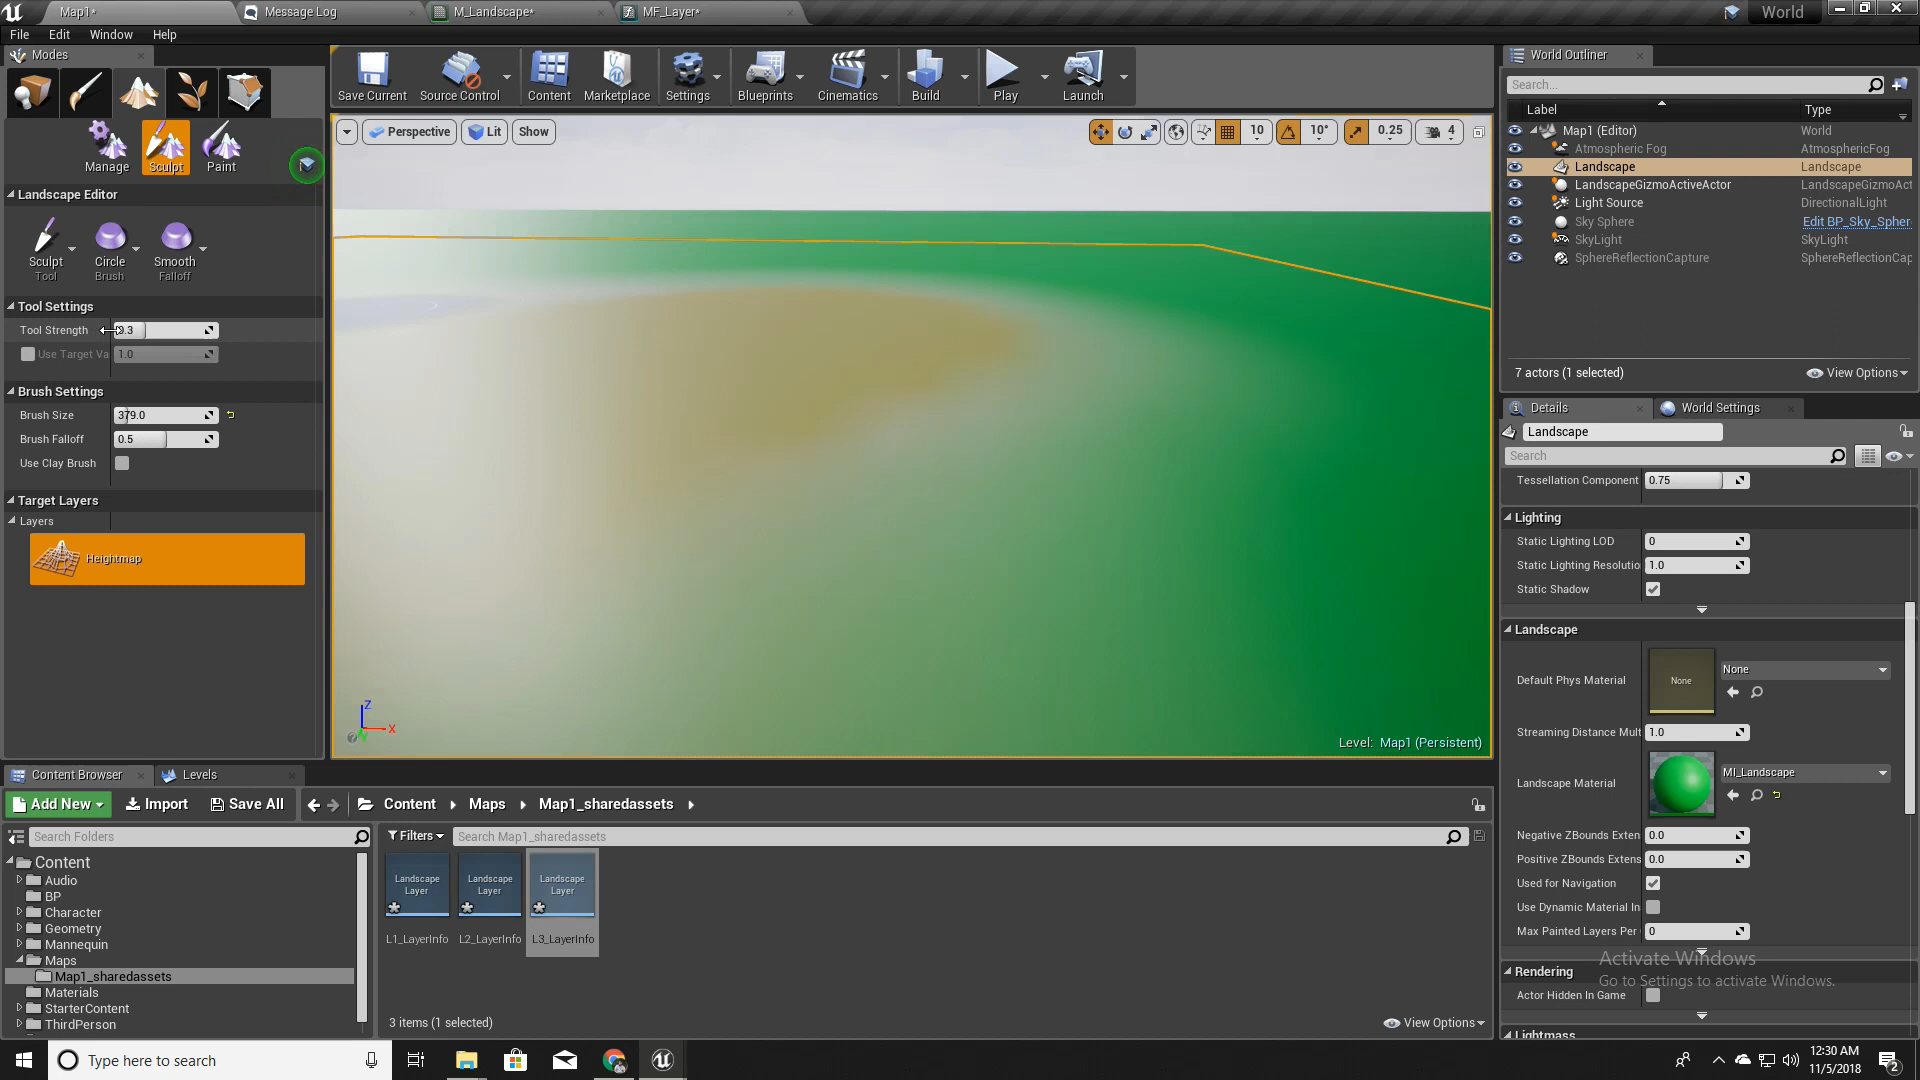 Map1*
Message Log
M_Landscape*
MF_Layer*
World
File
Edit
Window
Help
Modes
Save Current
Source Control
Content
Marketplace
Settings
Blueprints
Cinematics
Build
Play
Launch
Manage
Sculpt
Paint
Landscape Editor
Sculpt
Tool
Circle
Brush
Smooth
Falloff
Tool Settings
Tool Strength
Use Target Va
1.0
Brush Settings
Brush Size
379.0
Brush Falloff
0.5
Use Clay Brush
Target Layers
Layers
Heightmap
Perspective
Lit
Show
10
10°
0.25
4
Z
X
Level: Map1 (Persistent)
World Outliner
Search...
Label
Type
Map1 (Editor)
World
Atmospheric Fog
AtmosphericFog
Landscape
Landscape
LandscapeGizmoActiveActor
LandscapeGizmoAct
Light Source
DirectionalLight
Sky Sphere
Edit BP_Sky_Spher
SkyLight
SkyLight
SphereReflectionCapture
SphereReflectionCap
7 actors (1 selected)
View Options
Details
World Settings
Landscape
Search
Tessellation Component
0.75
Lighting
Static Lighting LOD
0
Static Lighting Resolutio
1.0
Static Shadow
Landscape
Default Phys Material
None
None
Streaming Distance Mult
1.0
Landscape Material
MI_Landscape
Negative ZBounds Exten
0.0
Positive ZBounds Extens
0.0
Used for Navigation
Use Dynamic Material In
Max Painted Layers Per
0
Rendering
Actor Hidden In Game
Lightmass
Activate Windows
Go to Settings to activate Windows.
Content Browser
Levels
Add New
Import
Save All
Content
Maps
Map1_sharedassets
Search Folders
Filters
Search Map1_sharedassets
Content
Audio
BP
Character
Geometry
Mannequin
Maps
Map1_sharedassets
Materials
StarterContent
ThirdPerson
Landscape
Layer
Landscape
Layer
Landscape
Layer
L1_LayerInfo
L2_LayerInfo
L3_LayerInfo
3 items (1 selected)
View Options
Type here to search
12:30 AM
11/5/2018
2